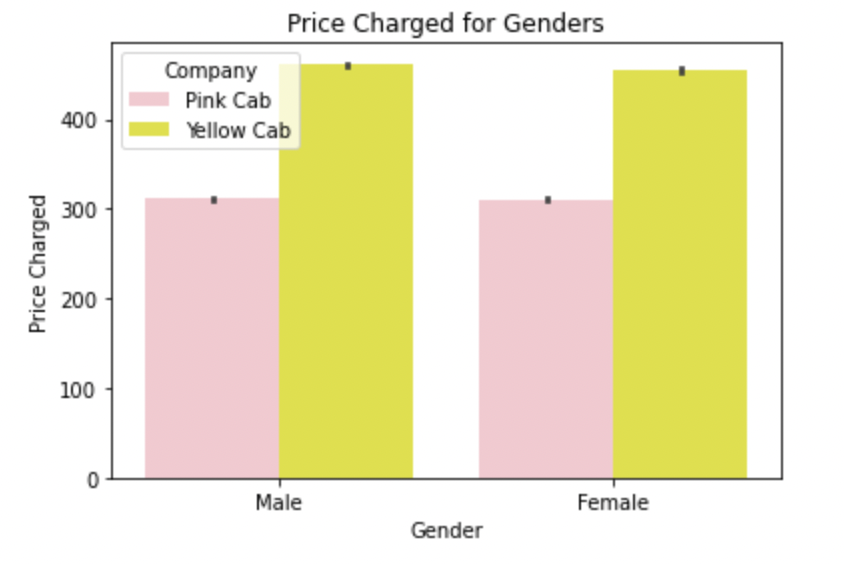 Price Charged for Genders
Company
Pink Cab
Yellow Cab
Price Charged
400
300
200
100
0
Male
Female
Gender